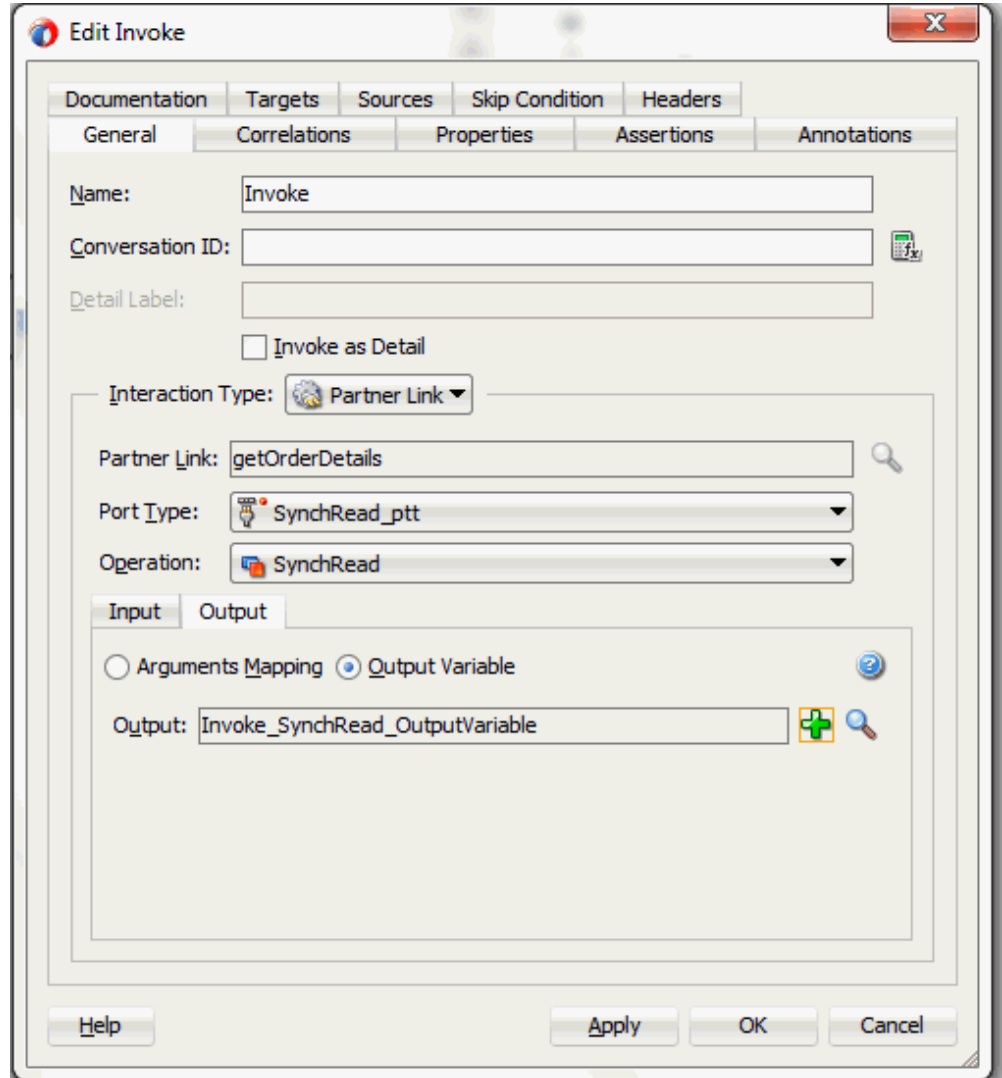 Edit Invoke
Documentation Targets Sources Skip Condition Headers
General Correlations Properties Assertions Annotations
Name: Invoke
Conversation ID:
Detail Label:
Invoke as Detail
Interaction Type: Partner Link
Partner Link: getOrderDetails
Port Type: SynchRead_ptt
Operation: SynchRead
Input Output
Arguments Mapping Output Variable
Output: Invoke_SynchRead_OutputVariable
Help Apply OK Cancel